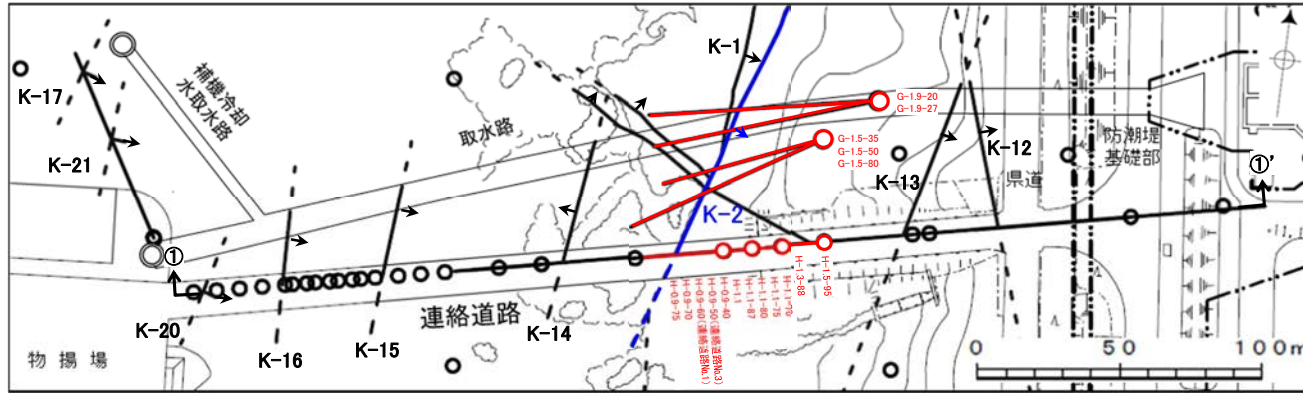 K-1
K-17
補機冷却
水取水路
G-1.9-20
G-1.9-27
取水路
G-1.5-35
G-1.5-50
G-1.5-80
K-21
K-12
防潮堤
基礎部
①'
K-13
県道
K-2
①
H-0.9-75
H-0.9-70
H-0.9-60(連絡道路No.1)
H-0.9-50(連絡道路No.3)
H-0.9-40
H-1.1
H-1.1-87
H-1.1-80
H-1.1-75
H-1.1-70
H-1.3-88
H-1.5-95
連絡道路
K-20
K-16
K-15
K-14
物揚場
0 50 100m